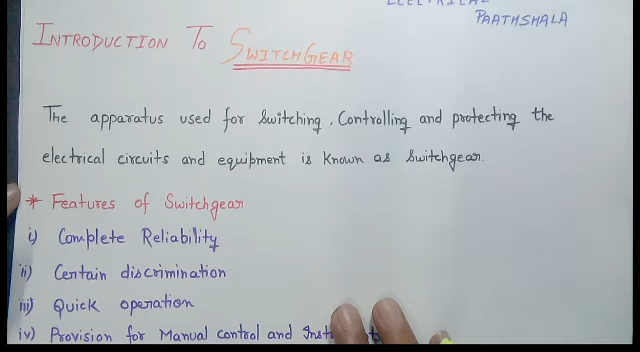 ELECTRICAL
PAATHSHALA
INTRODUCTION TO SWITCHGEAR
The apparatus used for switching, Controlling and protecting the
electrical circuits and equipment is known as switchgear.
* Features of Switchgear
i) Complete Reliability
ii) Certain discrimination
iii) Quick operation
iv) Provision for Manual control and